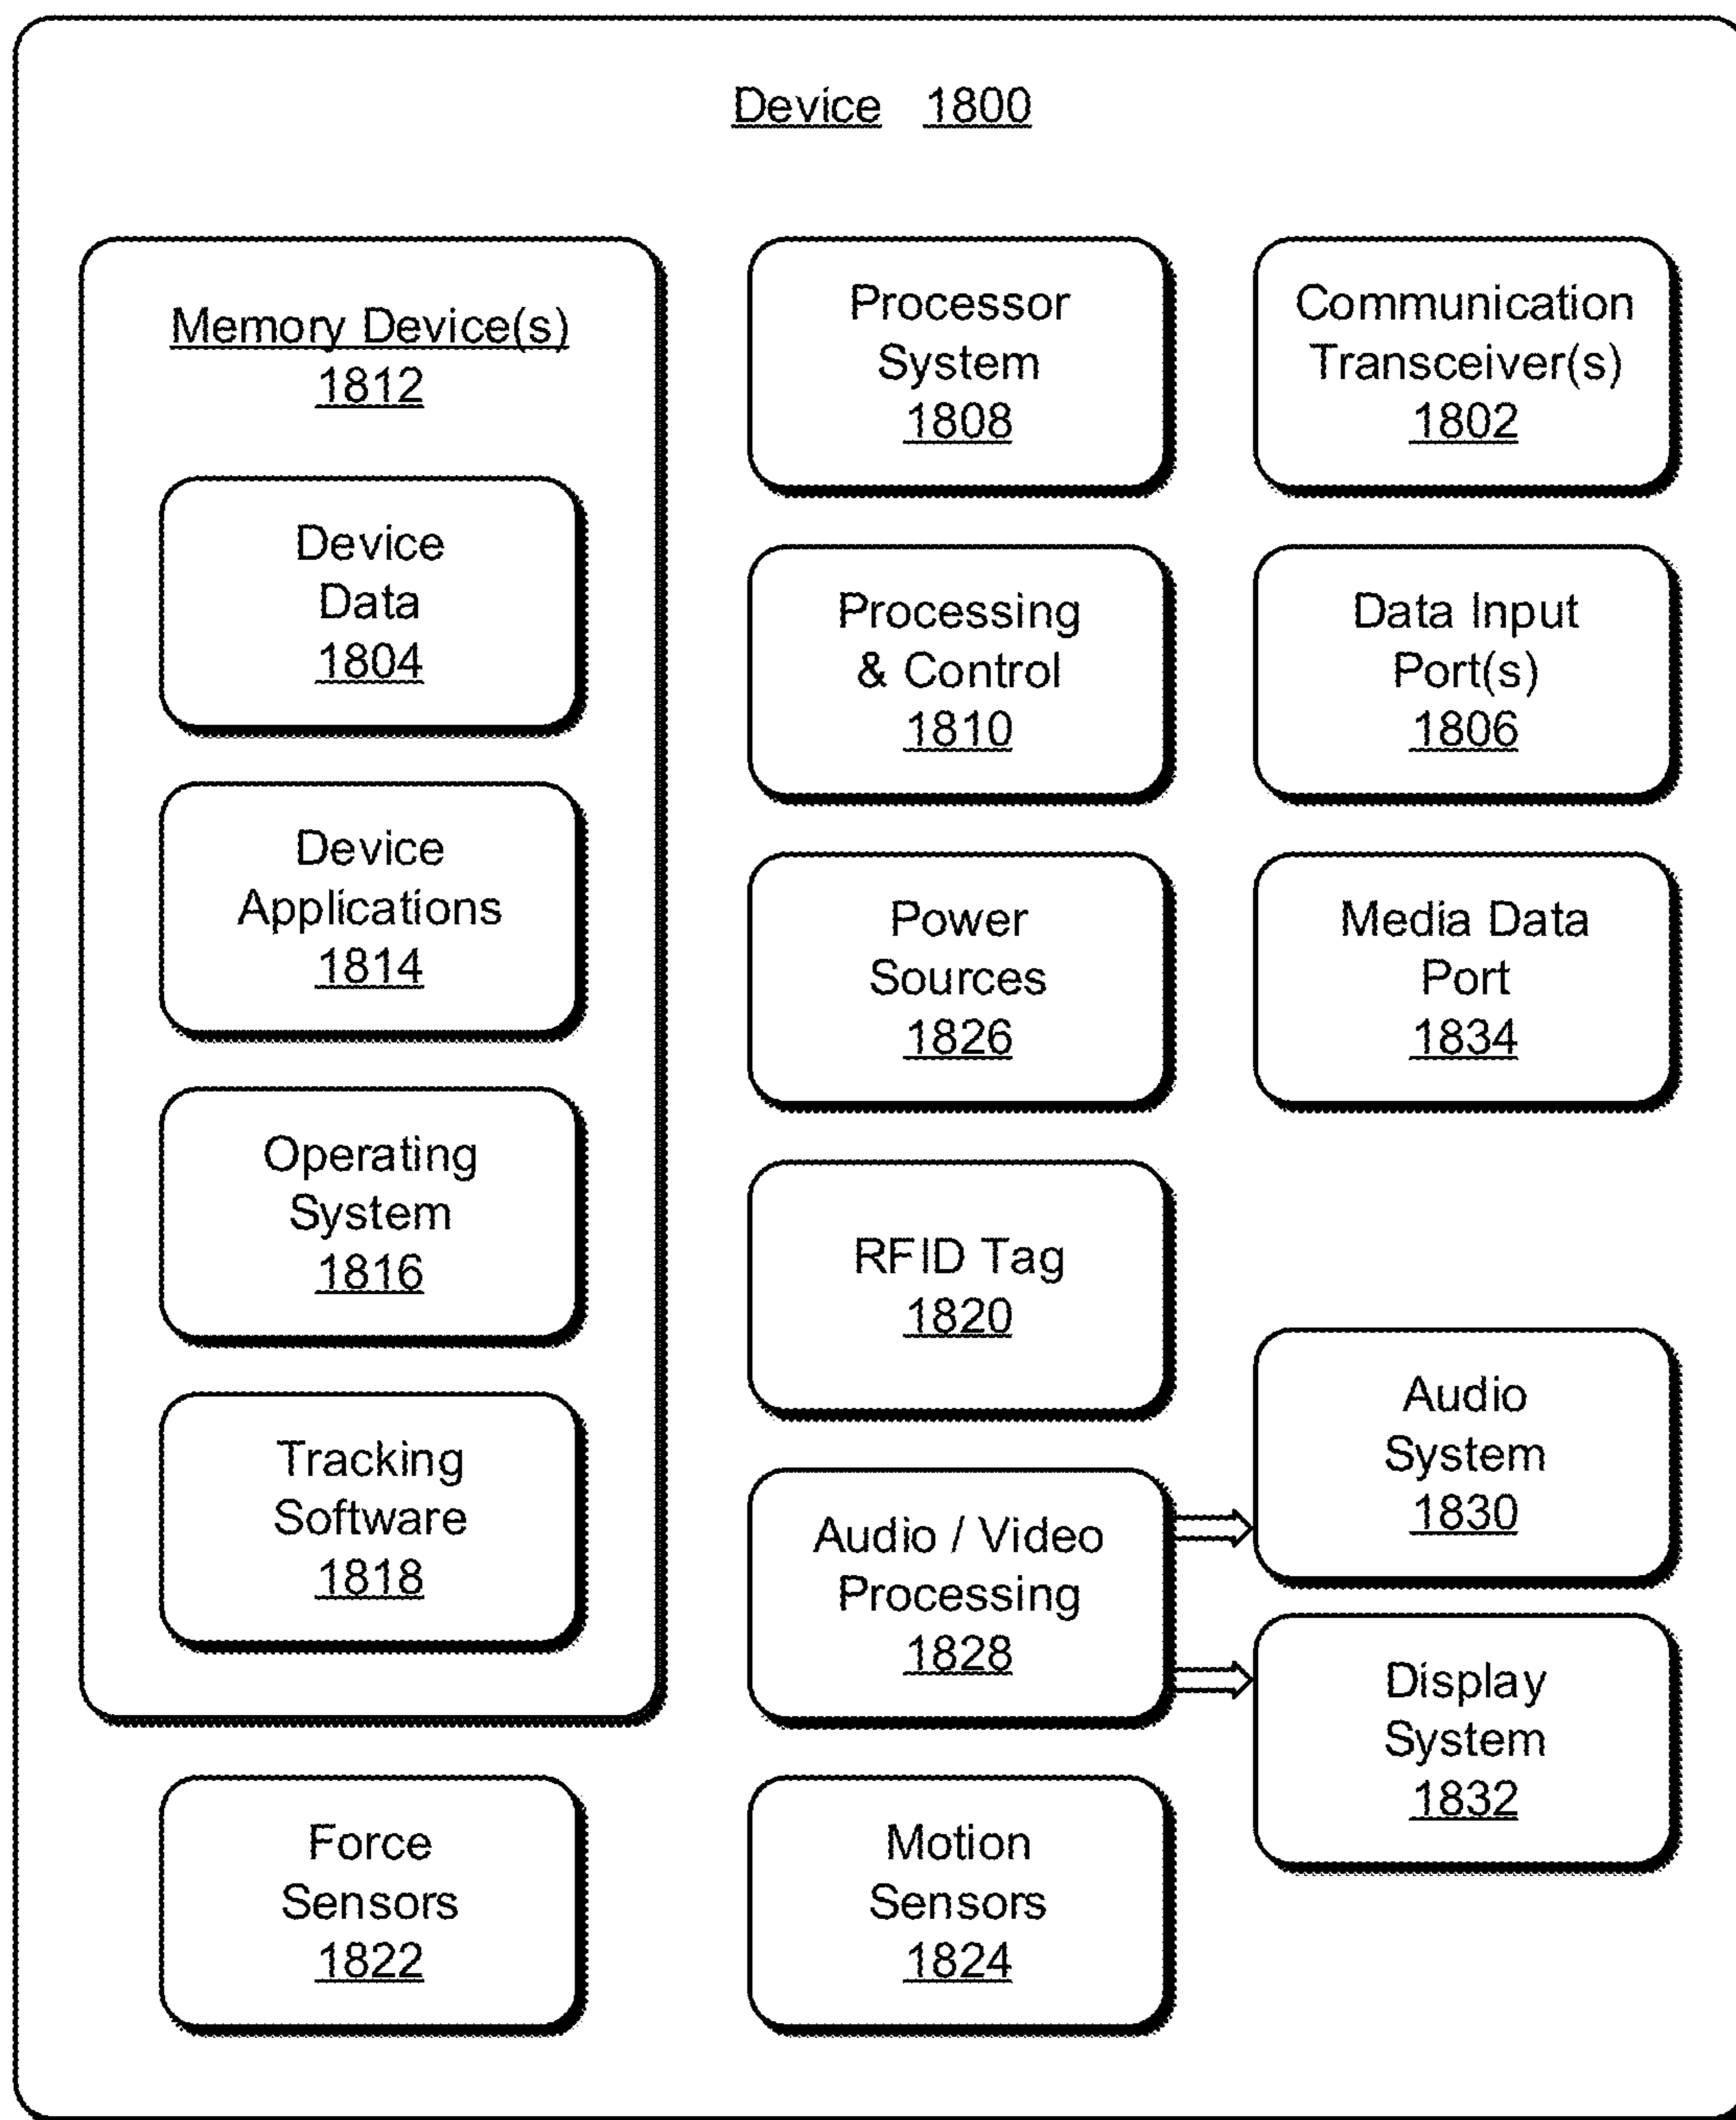 Device 1800
Memory Device(s)
1812
Device
Data
1804
Device
Applications
1814
Operating
System
1816
Tracking
Software
1818
Force
Sensors
1822
Processor
System
1808
Processing
& Control
1810
Power
Sources
1826
RFID Tag
1820
Audio / Video
Processing
1828
Motion
Sensors
1824
Communication
Transceiver(s)
1802
Data Input
Port(s)
1806
Media Data
Port
1834
Audio
System
1830
Display
System
1832